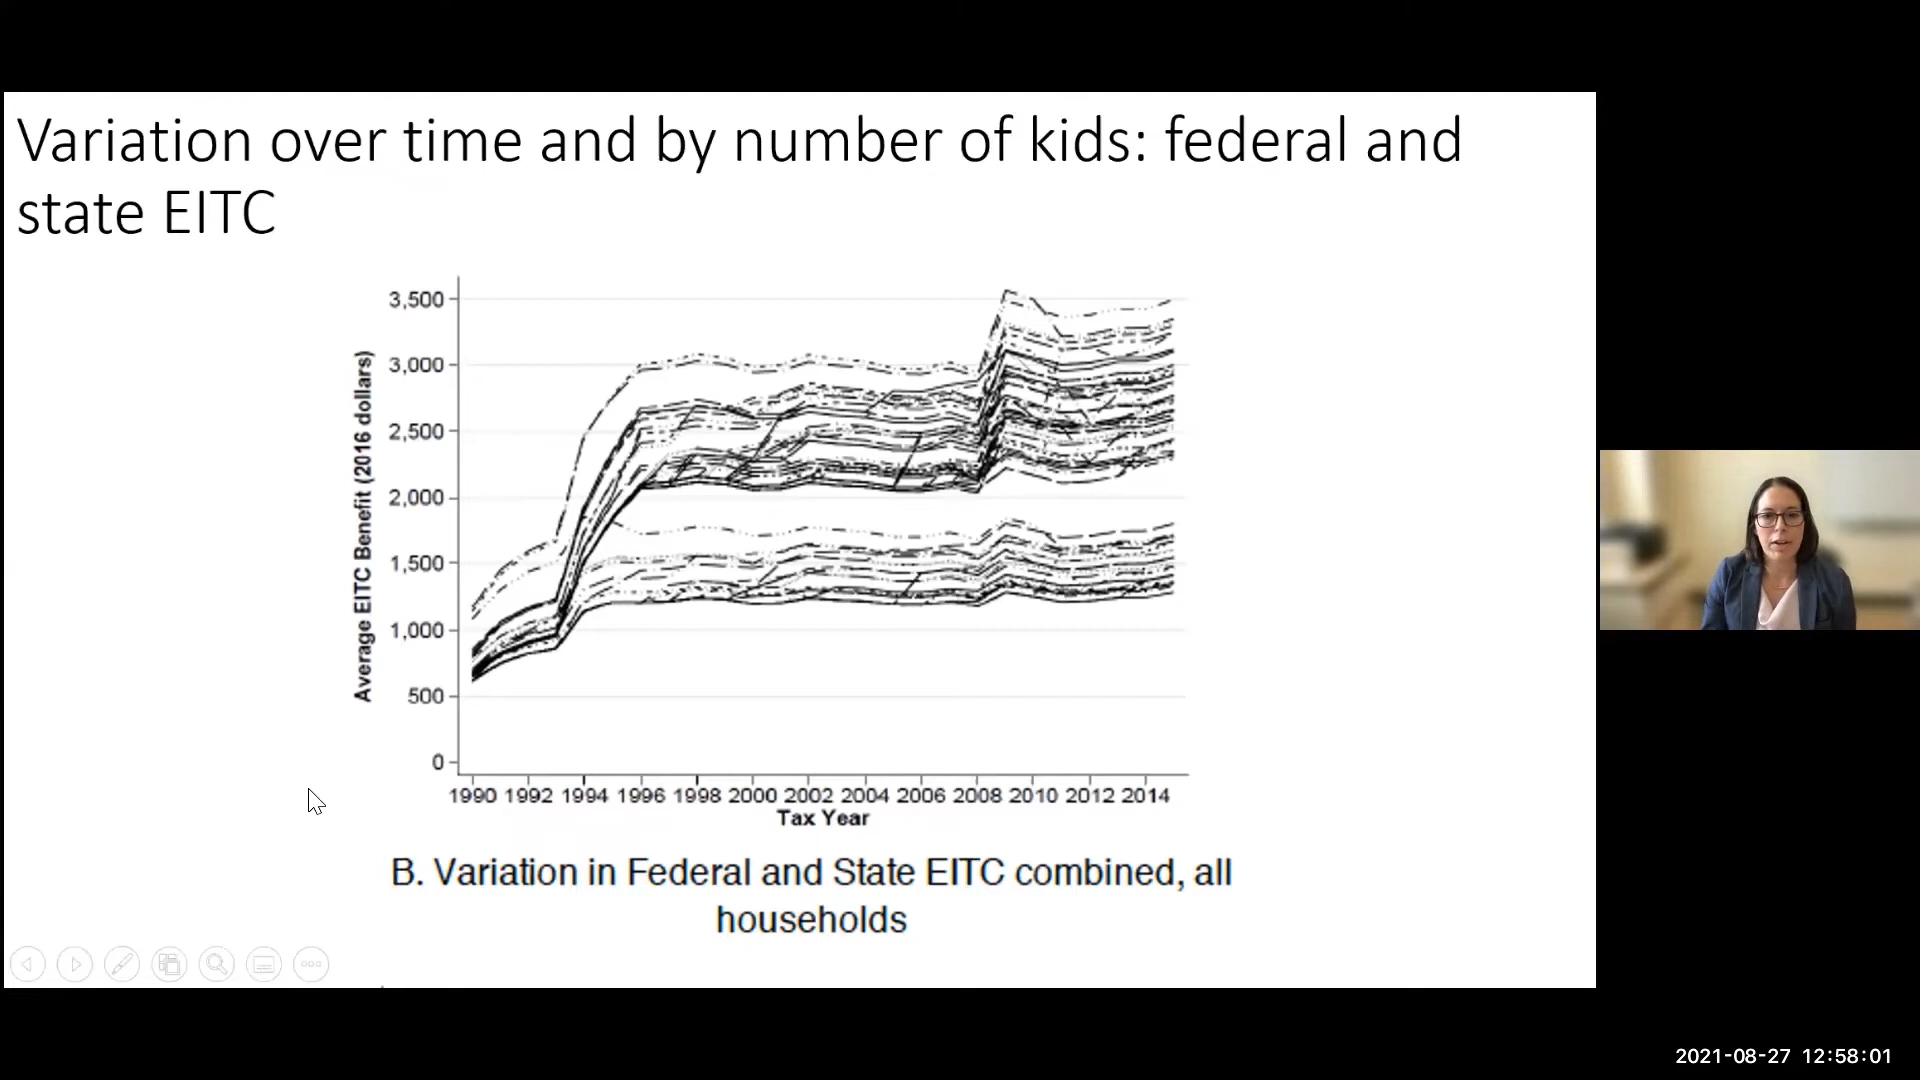 Variation over time and by number of kids: federal and
state EITC
3,500
3,000
2,500
2,000
1,500
1,000
500
0
Average EITC Benefit (2016 dollars)
1990 1992 1994 1996 1998 2000 2002 2004 2006 2008 2010 2012 2014
Tax Year
B. Variation in Federal and State EITC combined, all
households
2021-08-27 12:58:01